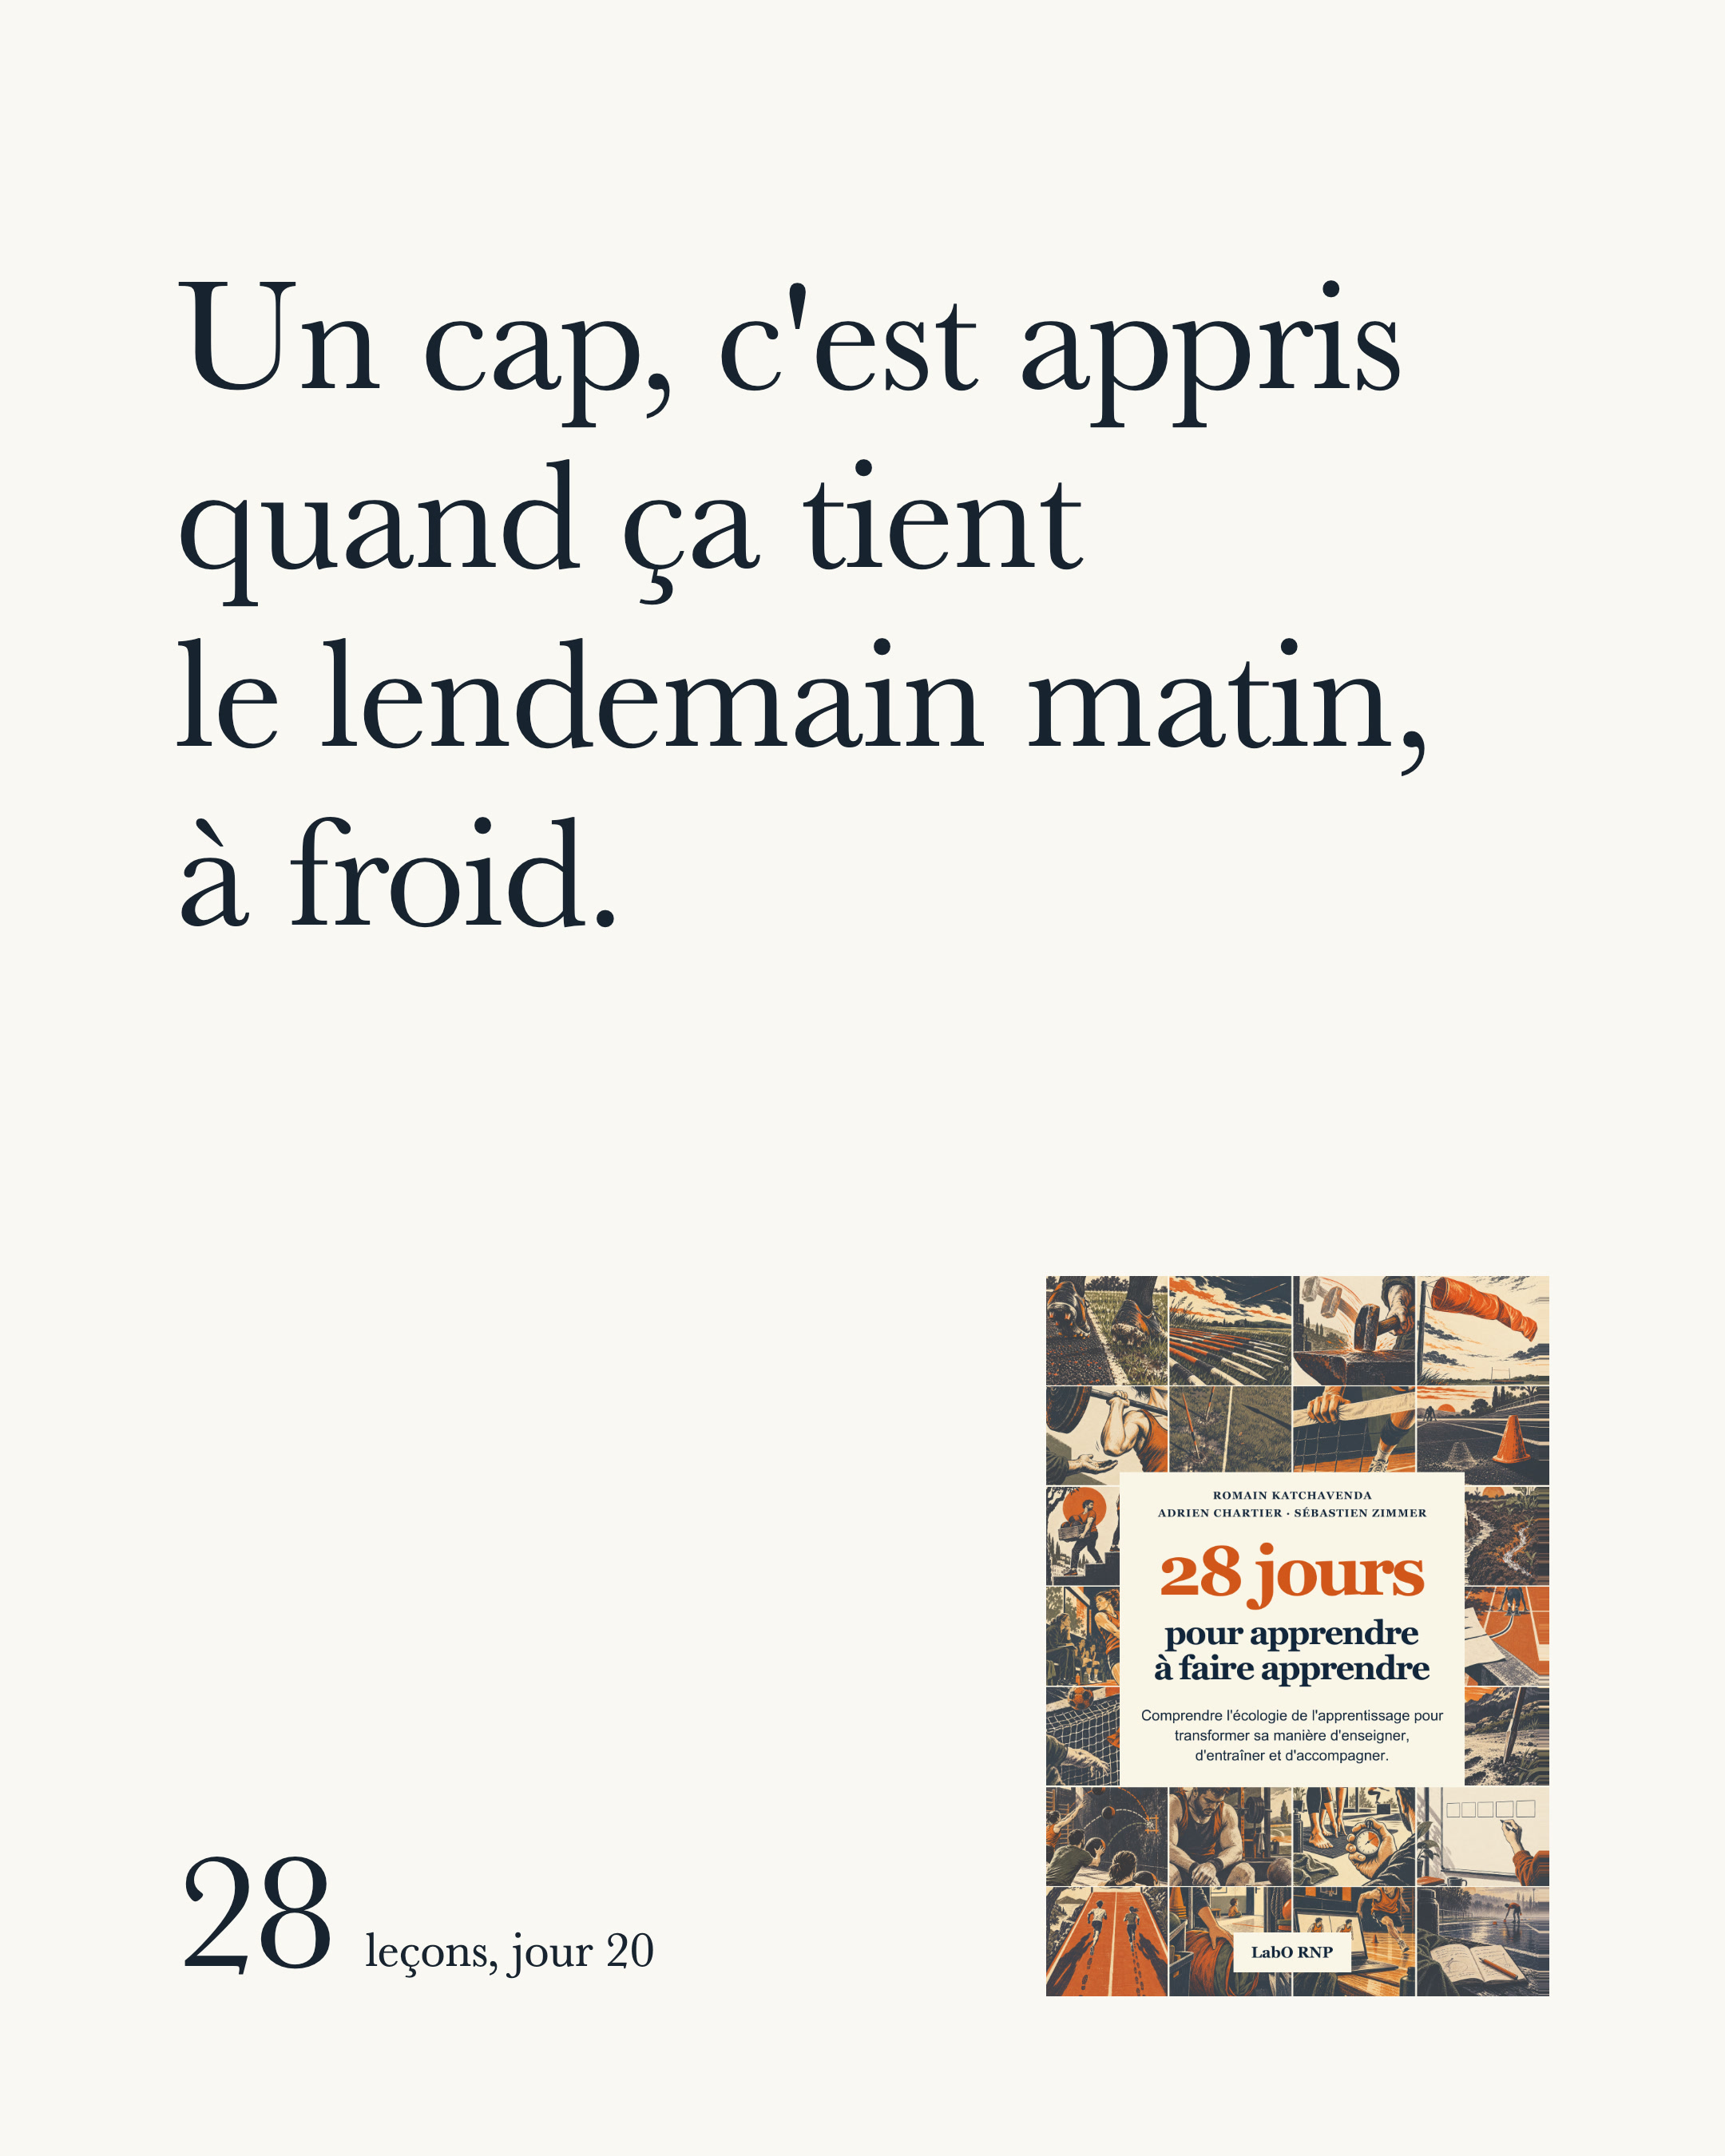 Un cap, c'est appris
quand ça tient
le lendemain matin,
à froid.
ROMAIN KATCHAVENDA
ADRIEN CHARTIER · SÉBASTIEN ZIMMER
28 jours
pour apprendre
à faire apprendre
Comprendre l'écologie de l'apprentissage pour
transformer sa manière d'enseigner,
d'entraîner et d'accompagner.
LabO RNP
28 leçons, jour 20